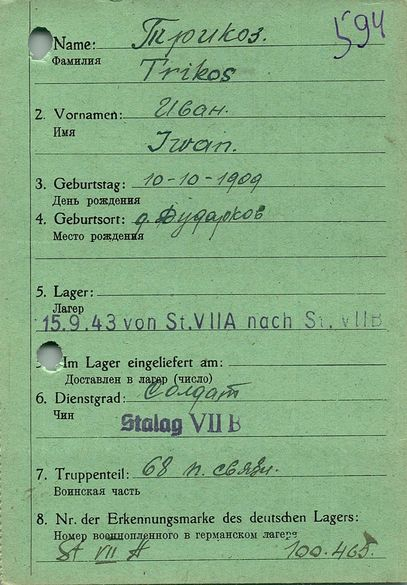 594
Name: Трикоз.
Фамилия
Trikos
2. Vornamen: Иван.
Имя
Iwan.
3. Geburtstag: 10-10-1909
День рождения
4. Geburtsort: д. Дударков
Место рождения
5. Lager:
Лагер
15.9.43 von St.VIIA nach St. VIIB
Im Lager eingeliefert am:
Доставлен в лагер (число)
6. Dienstgrad: Солдат
Чин
Stalag VII B
7. Truppenteil: 68 п. связи.
Воинская часть
8. Nr. der Erkennungsmarke des deutschen Lagers:
Номер военнопленного в германском лагере
St VII A 100.465.